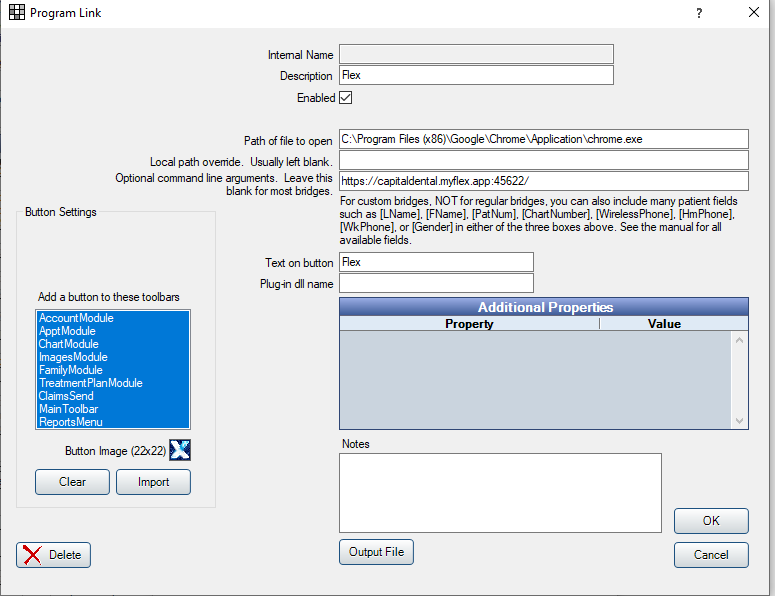 Program Link
?
Internal Name
Description Flex
Enabled
Path of file to open C:\Program Files (x86)\Google\Chrome\Application\chrome.exe
Local path override. Usually left blank.
Optional command line arguments. Leave this
blank for most bridges.
https://capitaldental.myflex.app:45622/
For custom bridges, NOT for regular bridges, you can also include many patient fields
such as [LName], [FName], [PatNum], [ChartNumber], [WirelessPhone], [HmPhone],
[WkPhone], or [Gender] in either of the three boxes above. See the manual for all
available fields.
Button Settings
Text on button Flex
Plug-in dll name
Add a button to these toolbars
AccountModule
ApptModule
ChartModule
ImagesModule
FamilyModule
TreatmentPlanModule
ClaimsSend
MainToolbar
ReportsMenu
Button Image (22x22)
Clear
Import
Additional Properties
Property Value
Notes
OK
Delete
Output File
Cancel